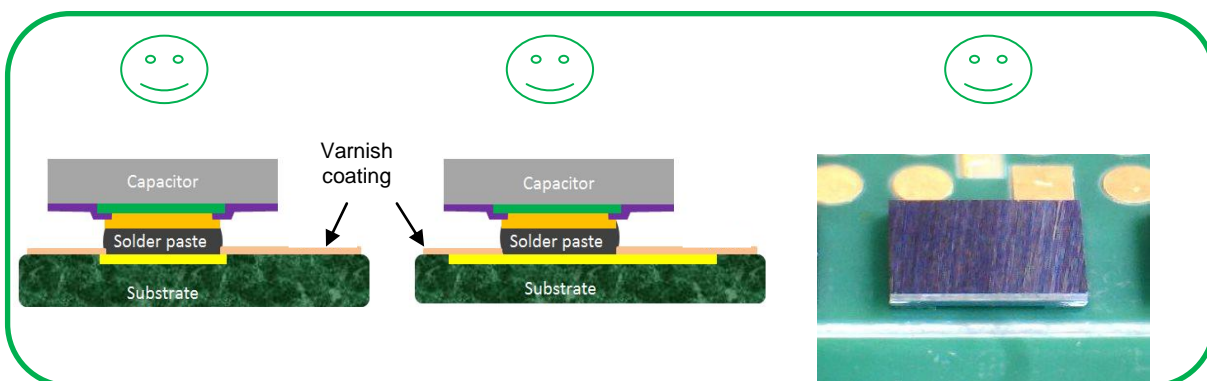 Varnish
coating
Capacitor
Solder paste
Substrate
Capacitor
Solder paste
Substrate